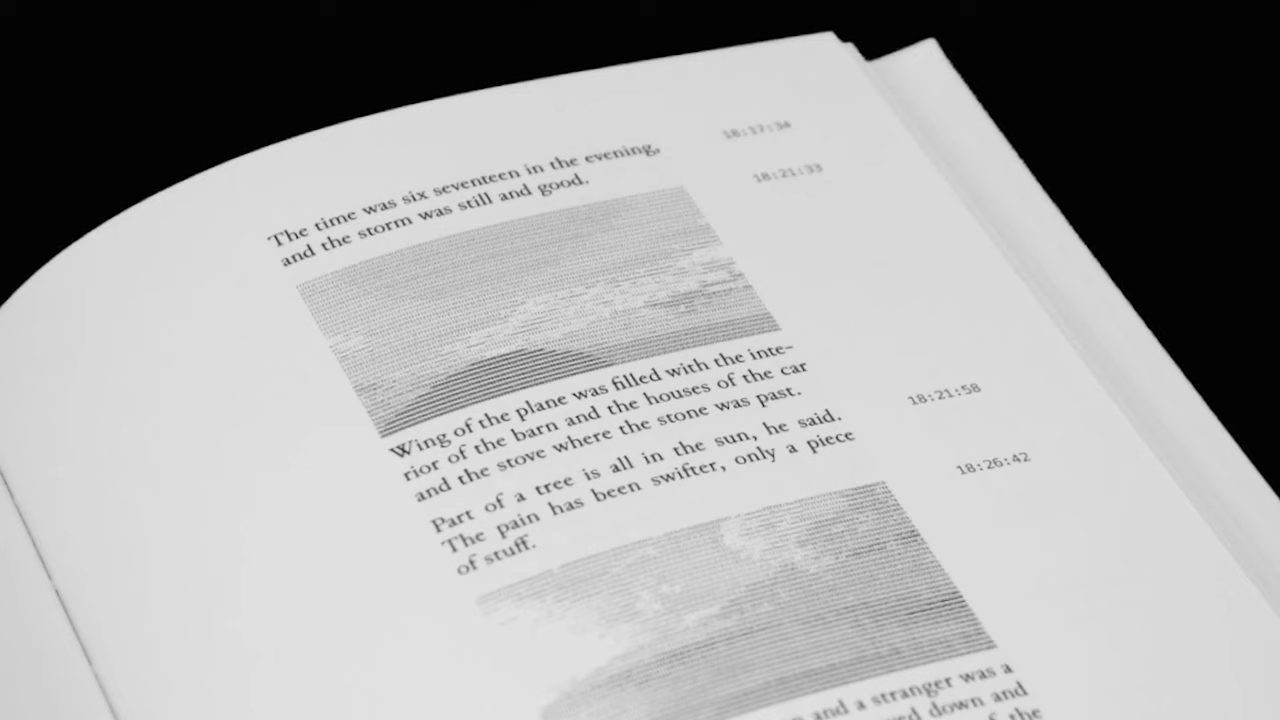 18:17:34
The time was six seventeen in the evening,
and the storm was still and good.
18:21:33
Wing of the plane was filled with the inte-
rior of the barn and the houses of the car
and the stove where the stone was past.
18:21:58
Part of a tree is all in the sun, he said.
The pain has been swifter, only a piece
of stuff.
18:26:42
and a stranger was a
down and
of the